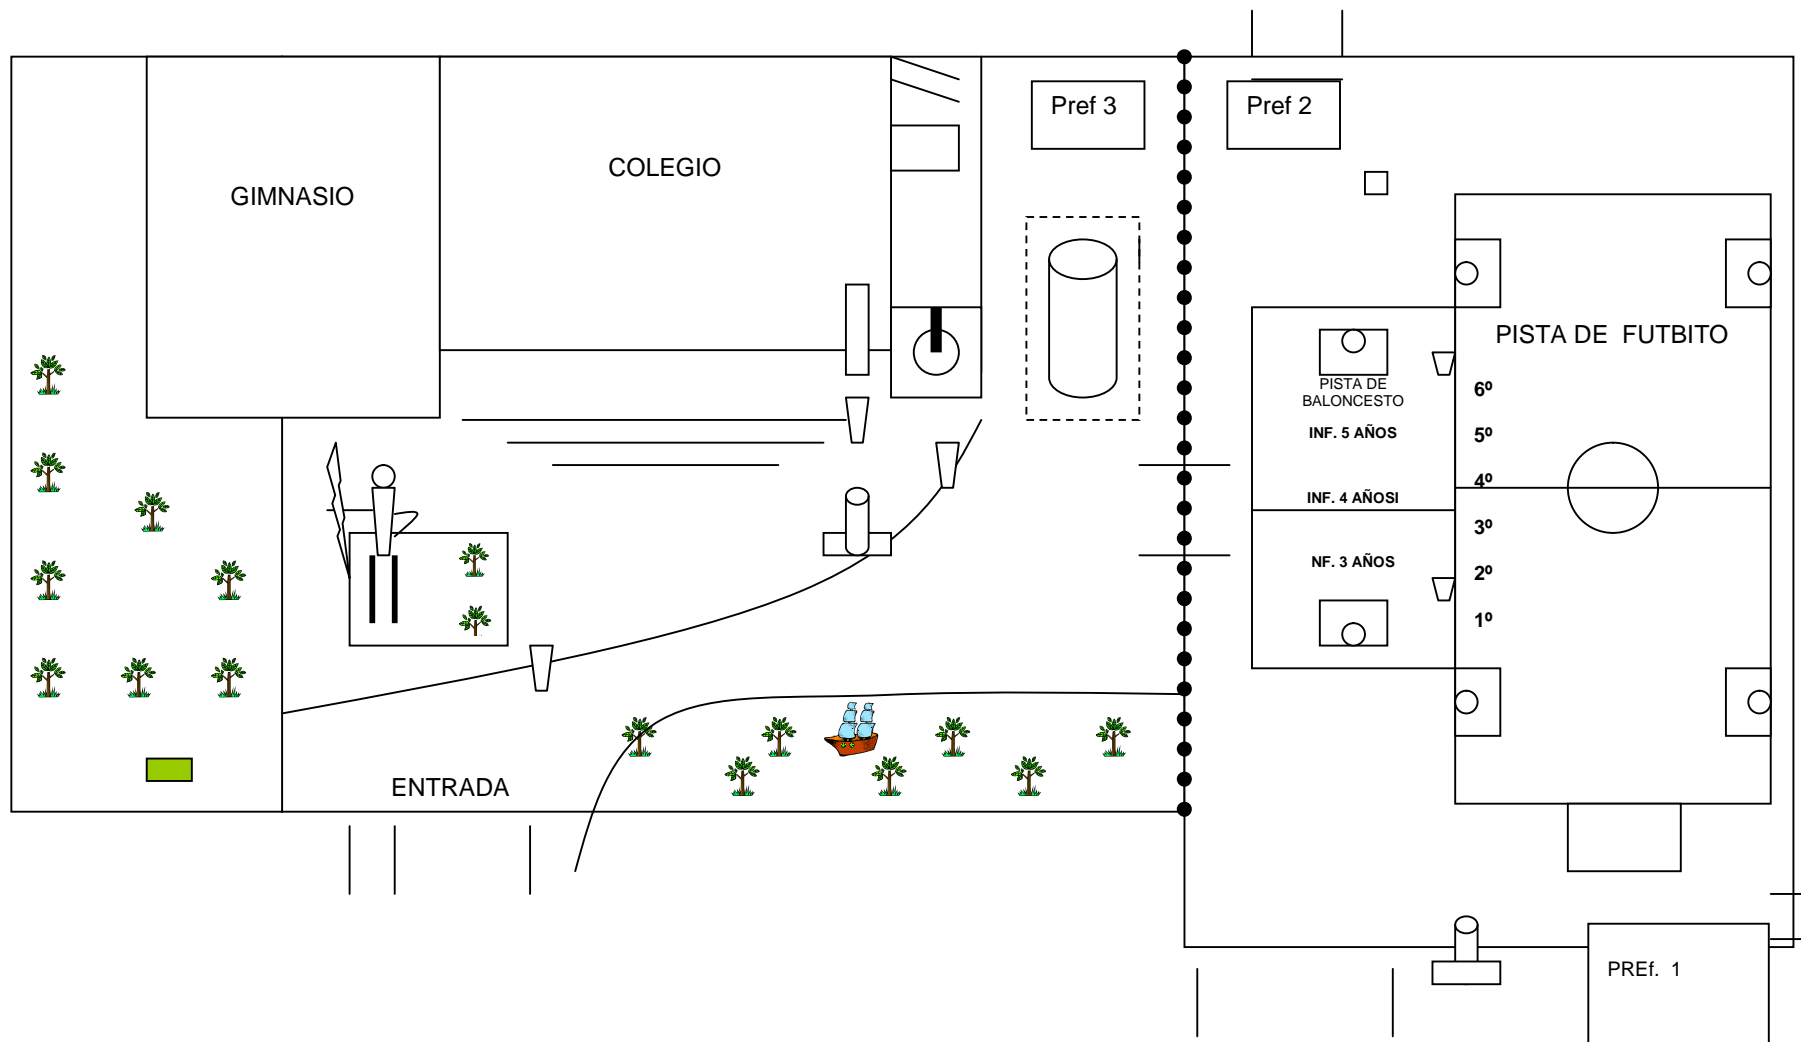 Pref 3
Pref 2
COLEGIO
GIMNASIO
PISTA DE  FUTBITO
PISTA DE
BALONCESTO
6º
INF. 5 AÑOS
5º
4º
INF. 4 AÑOSI
3º
NF. 3 AÑOS
2º
1º
ENTRADA
PREf.  1